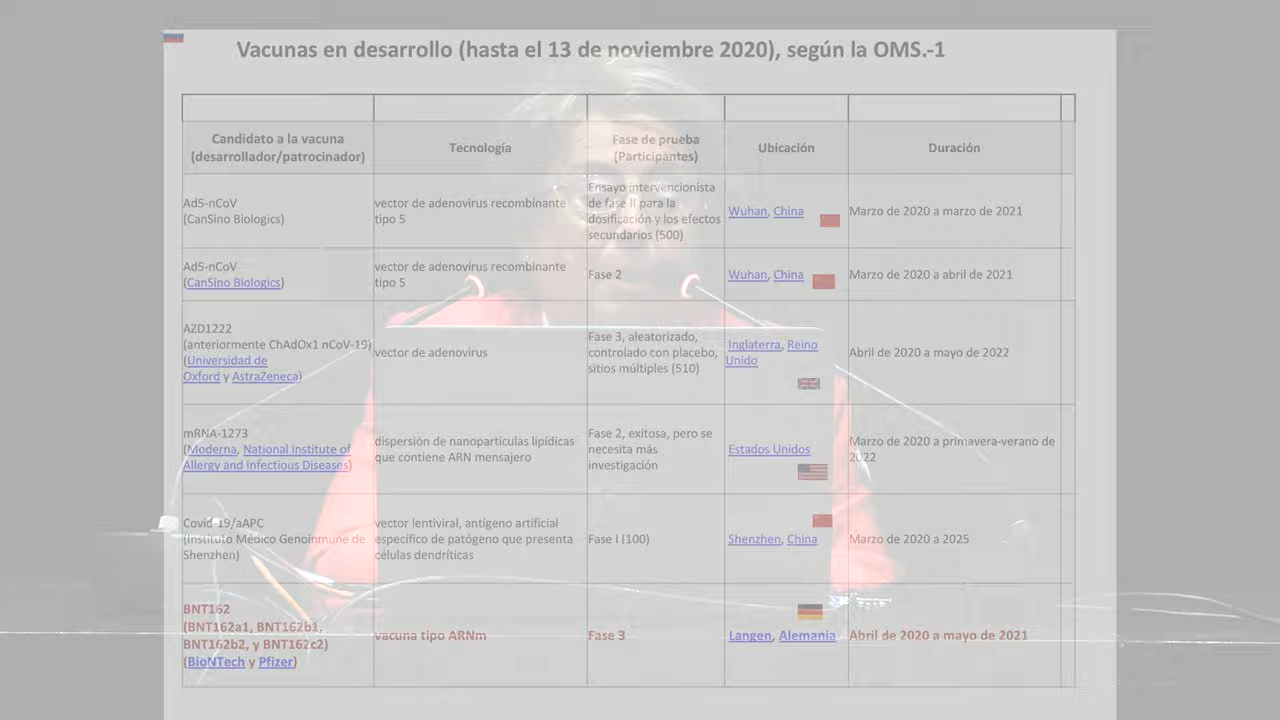 Vacunas en desarrollo (hasta el 13 de noviembre 2020), según la OMS.-1
Candidato a la vacuna
(desarrollador/patrocinador)
Tecnología
Fase de prueba
(Participantes)
Ubicación
Duración
Ad5-nCoV
(CanSino Biologics)
vector de adenovirus recombinante
tipo 5
Ensayo intervencionista
de fase II para la
dosificación y los efectos
secundarios (500)
Wuhan, China
Marzo de 2020 a marzo de 2021
Ad5-nCoV
(CanSino Biologics)
vector de adenovirus recombinante
tipo 5
Fase 2
Wuhan, China
Marzo de 2020 a abril de 2021
AZD1222
(anteriormente ChAdOx1 nCoV-19)
(Universidad de
Oxford y AstraZeneca)
vector de adenovirus
Fase 3, aleatorizado,
controlado con placebo,
sitios múltiples (510)
Inglaterra, Reino
Unido
Abril de 2020 a mayo de 2022
mRNA-1273
(Moderna, National Institute of
Allergy and Infectious Diseases)
dispersión de nanopartículas lipídicas
que contiene ARN mensajero
Fase 2, exitosa, pero se
necesita más
investigación
Estados Unidos
Marzo de 2020 a primavera-verano de
2022
Covid-19/aAPC
(Instituto Médico Genoinmune de
Shenzhen)
vector lentiviral, antígeno artificial
específico de patógeno que presenta
células dendríticas
Fase I (100)
Shenzhen, China
Marzo de 2020 a 2025
BNT162
(BNT162a1, BNT162b1,
BNT162b2, y BNT162c2)
(BioNTech y Pfizer)
vacuna tipo ARNm
Fase 3
Langen, Alemania
Abril de 2020 a mayo de 2021